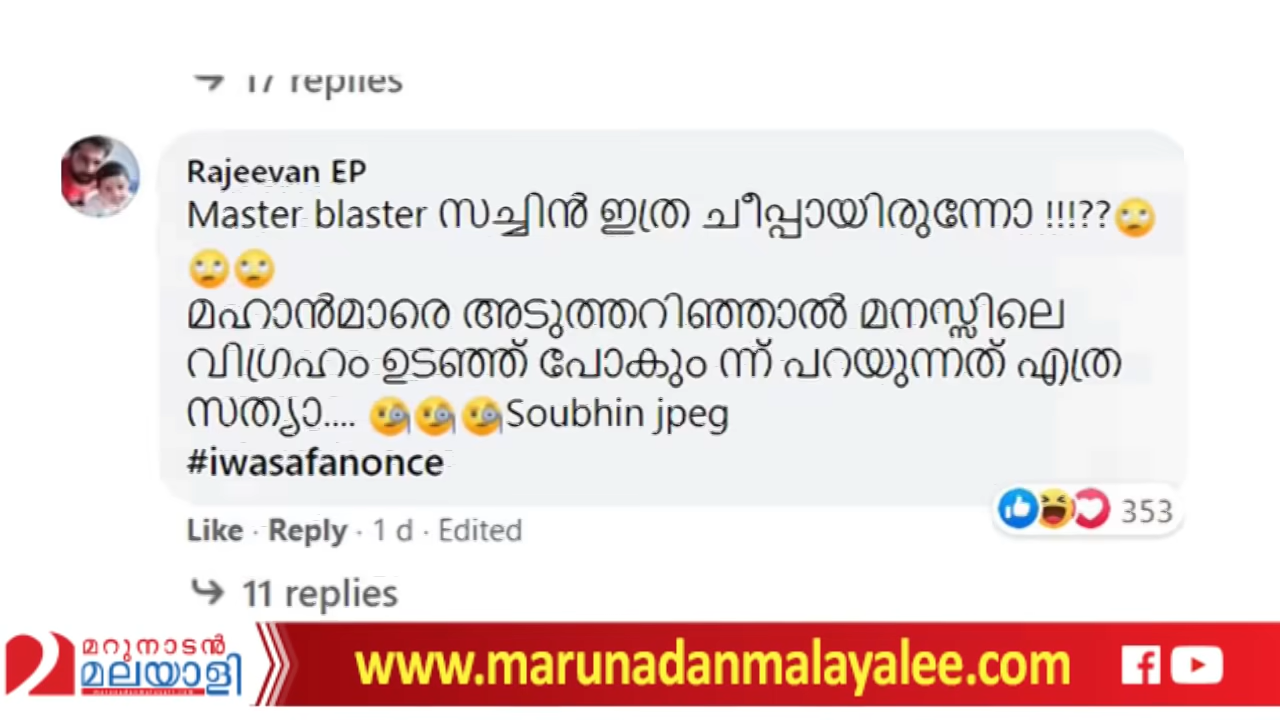 17 replies
Rajeevan EP
Master blaster സച്ചിൻ ഇത്ര ചീപ്പായിരുന്നോ !!!??🙄
🙄🙄
മഹാൻമാരെ അടുത്തറിഞ്ഞാൽ മനസ്സിലെ
വിഗ്രഹം ഉടഞ്ഞ് പോകും ന്ന് പറയുന്നത് എത്ര
സത്യാ.... 🧐🧐🧐Soubhin jpeg
#iwasafanonce
353
Like · Reply · 1 d · Edited
11 replies
മറുനാടൻ
മലയാളി
www.marunadanmalayalee.com